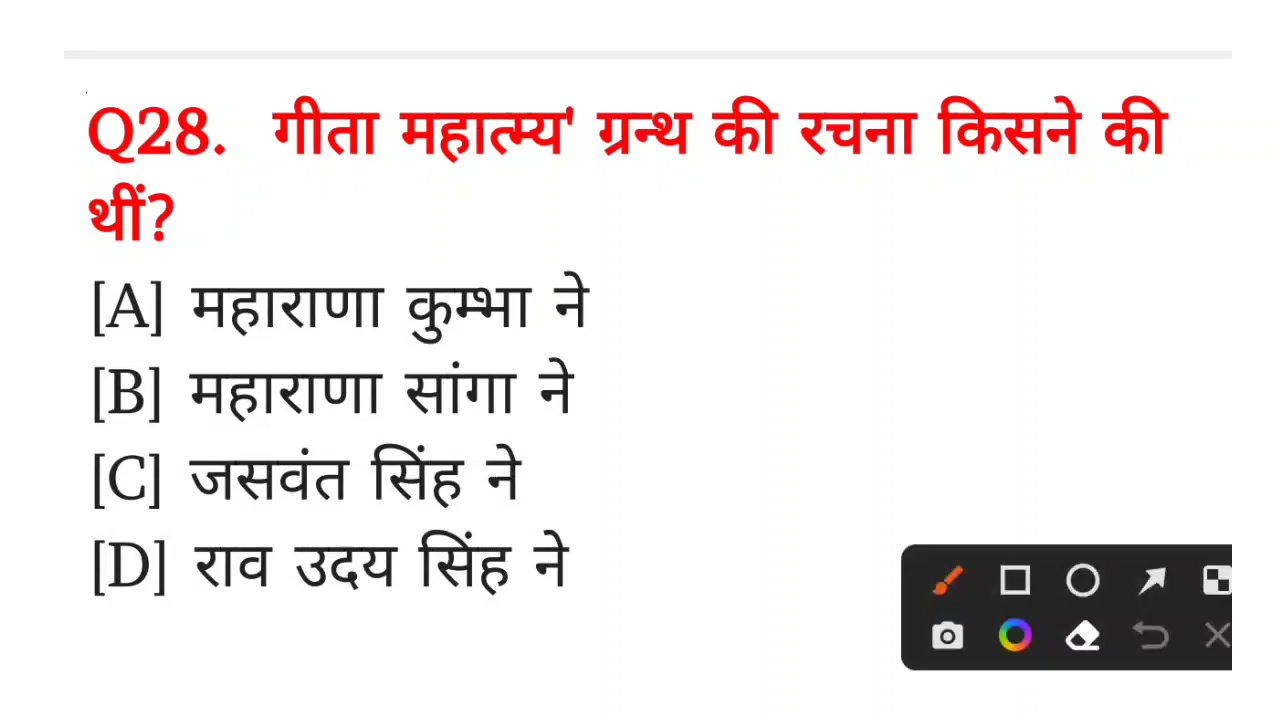 Q28. गीता महात्म्य' ग्रन्थ की रचना किसने की
थीं?
[A] महाराणा कुम्भा ने
[B] महाराणा सांगा ने
[C] जसवंत सिंह ने
[D] राव उदय सिंह ने